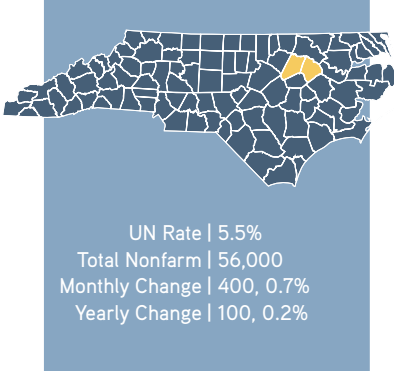 UN Rate | 5.5%
Total Nonfarm | 56,000
Monthly Change | 400, 0.7%
Yearly Change | 100, 0.2%